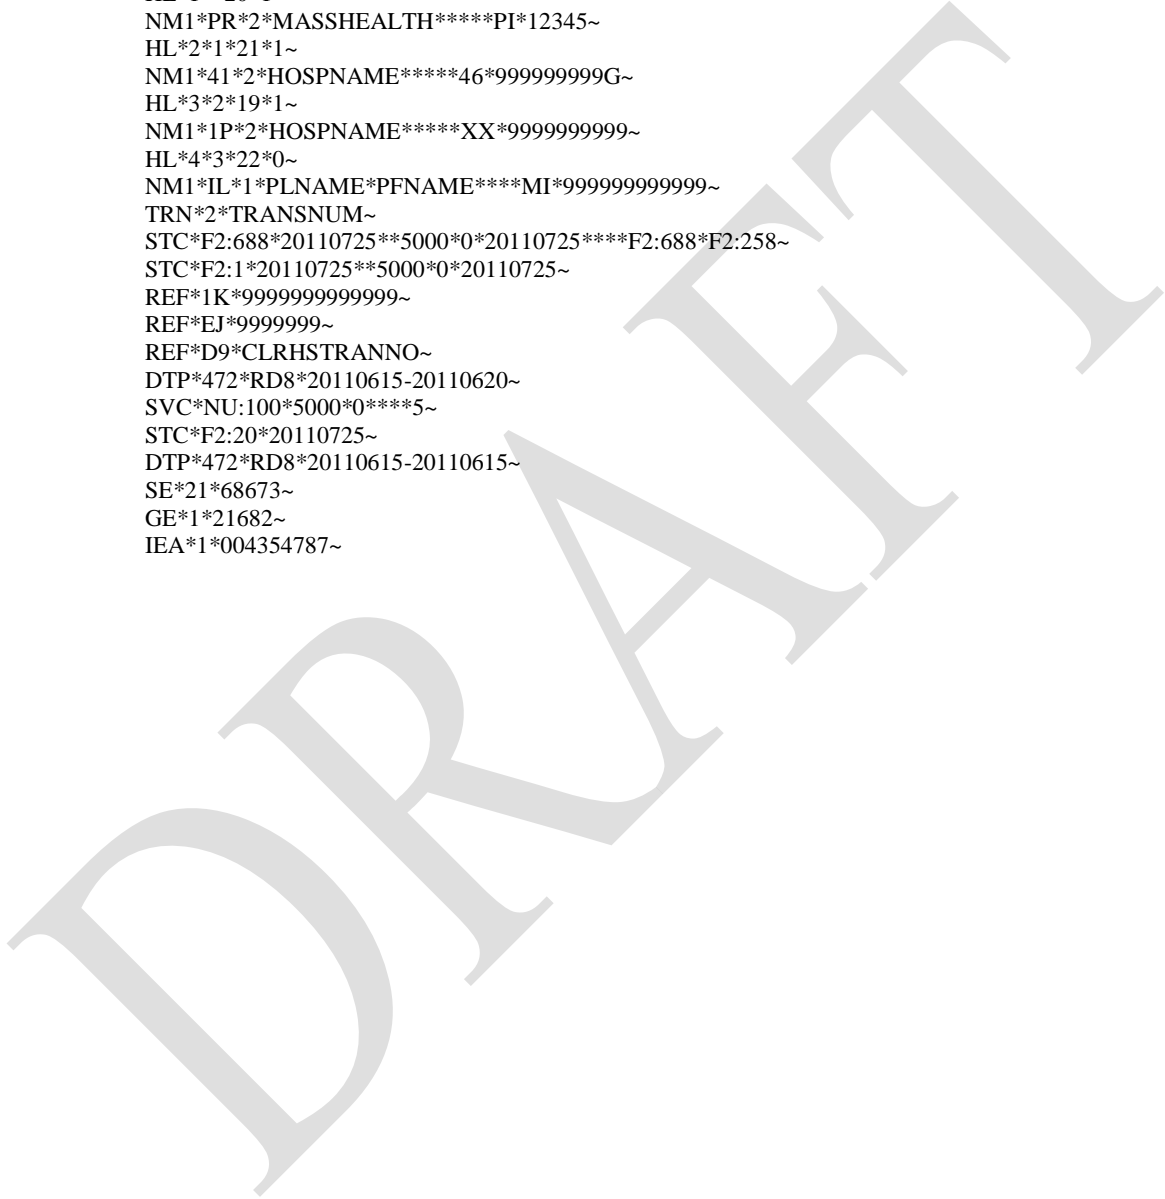 NM1*PR*2*MASSHEALTH*****PI*12345~
HL*2*1*21*1~
NM1*41*2*HOSPNAME*****46*999999999G~
HL*3*2*19*1~
NM1*1P*2*HOSPNAME*****XX*9999999999~
HL*4*3*22*0~
NM1*IL*1*PLNAME*PFNAME****MI*999999999999~
TRN*2*TRANSNUM~
STC*F2:688*20110725**5000*0*20110725****F2:688*F2:258~
STC*F2:1*20110725**5000*0*20110725~
REF*1K*9999999999999~
REF*EJ*9999999~
REF*D9*CLRHSTRANNO~
DTP*472*RD8*20110615-20110620~
SVC*NU:100*5000*0****5~
STC*F2:20*20110725~
DTP*472*RD8*20110615-20110615~
SE*21*68673~
GE*1*21682~
IEA*1*004354787~
DRAFT